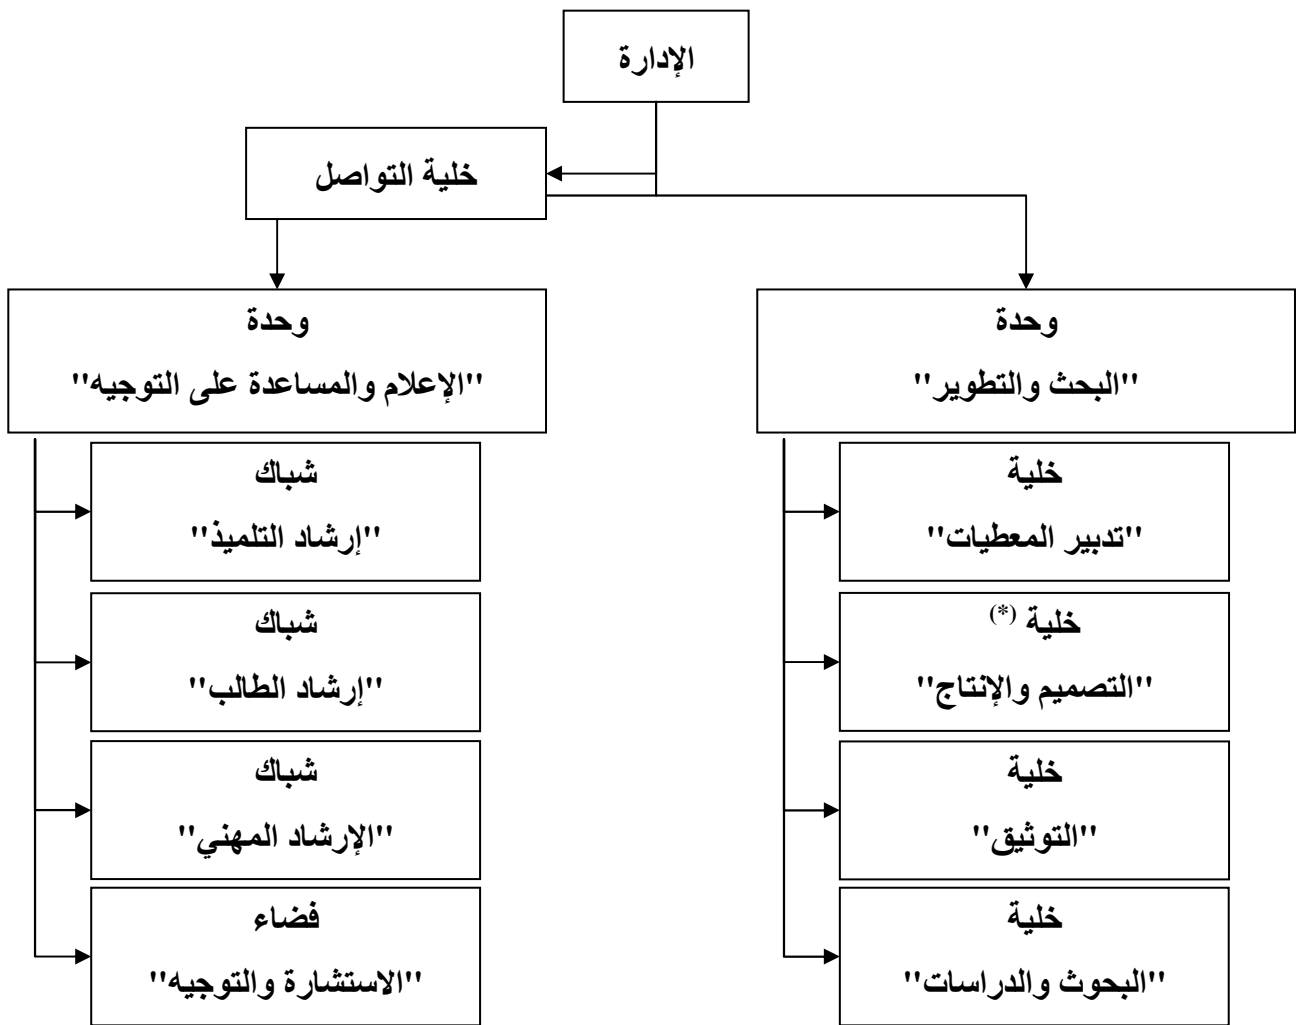 الإدارة
خلية التواصل
وحدة
"البحث والتطوير"
خلية
"تدبير المعطيات"
خلية (*)
"التصميم والإنتاج"
خلية
"التوثيق"
خلية
"البحوث والدراسات"
وحدة
"الإعلام والمساعدة على التوجيه"
شباك
"إرشاد التلميذ"
شباك
"إرشاد الطالب"
شباك
"الإرشاد المهني"
فضاء
"الاستشارة والتوجيه"